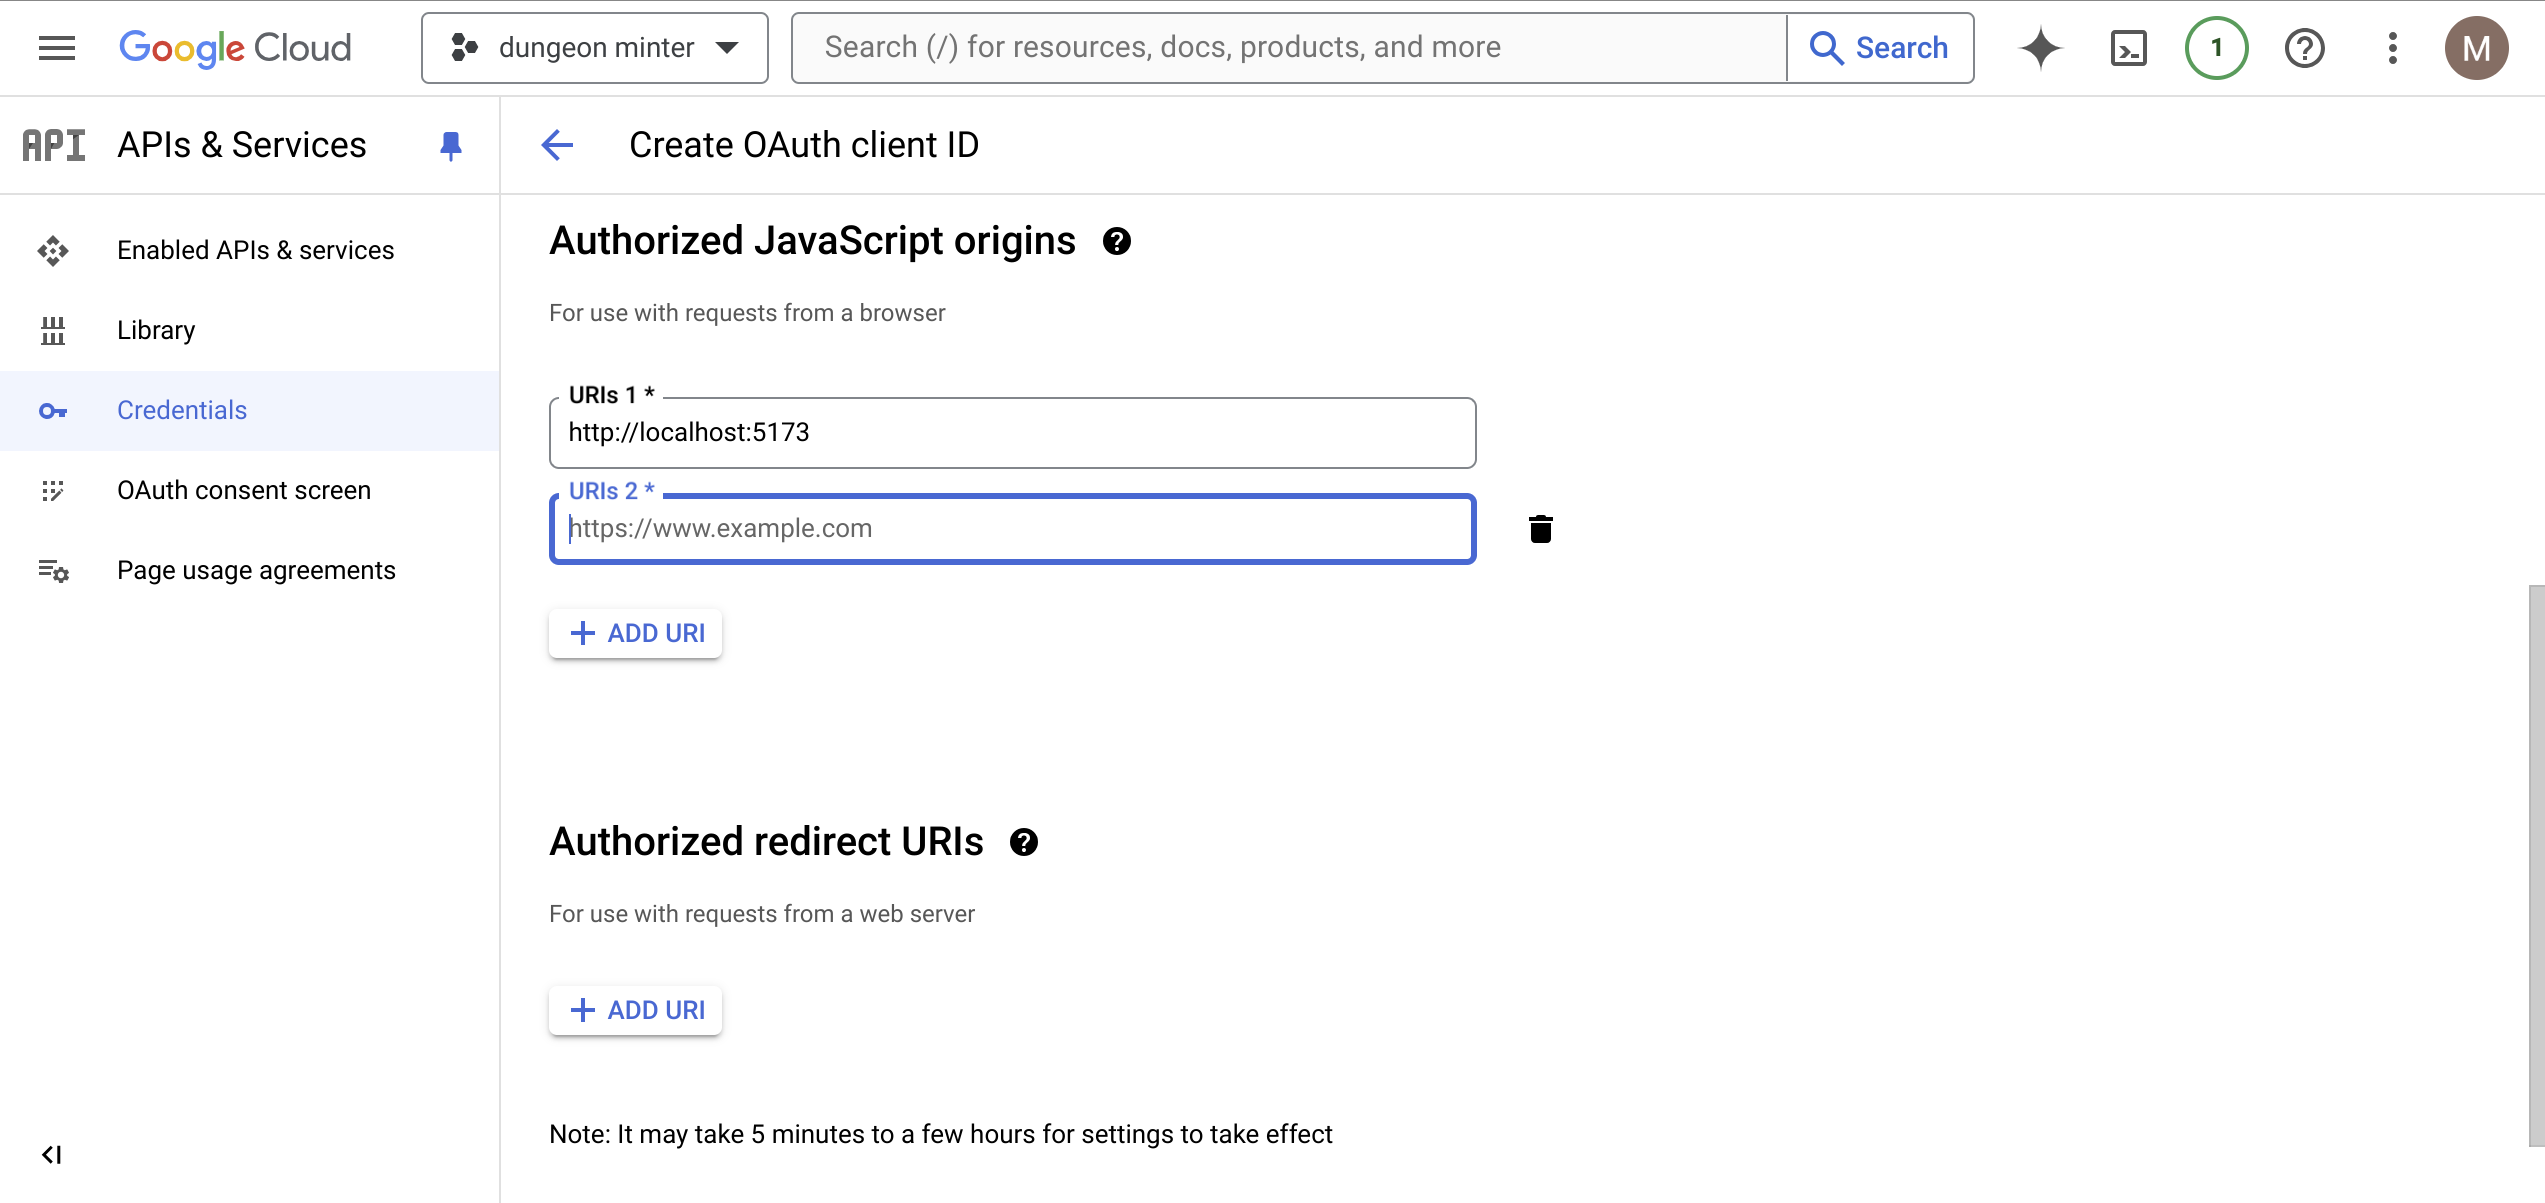 Google Cloud
dungeon minter
Search (/) for resources, docs, products, and more
Search
1
M
API
APIs & Services
Create OAuth client ID
Enabled APIs & services
Library
Credentials
OAuth consent screen
Page usage agreements
Authorized JavaScript origins
For use with requests from a browser
URIs 1 *
http://localhost:5173
URIs 2 *
https://www.example.com
ADD URI
Authorized redirect URIs
For use with requests from a web server
ADD URI
Note: It may take 5 minutes to a few hours for settings to take effect